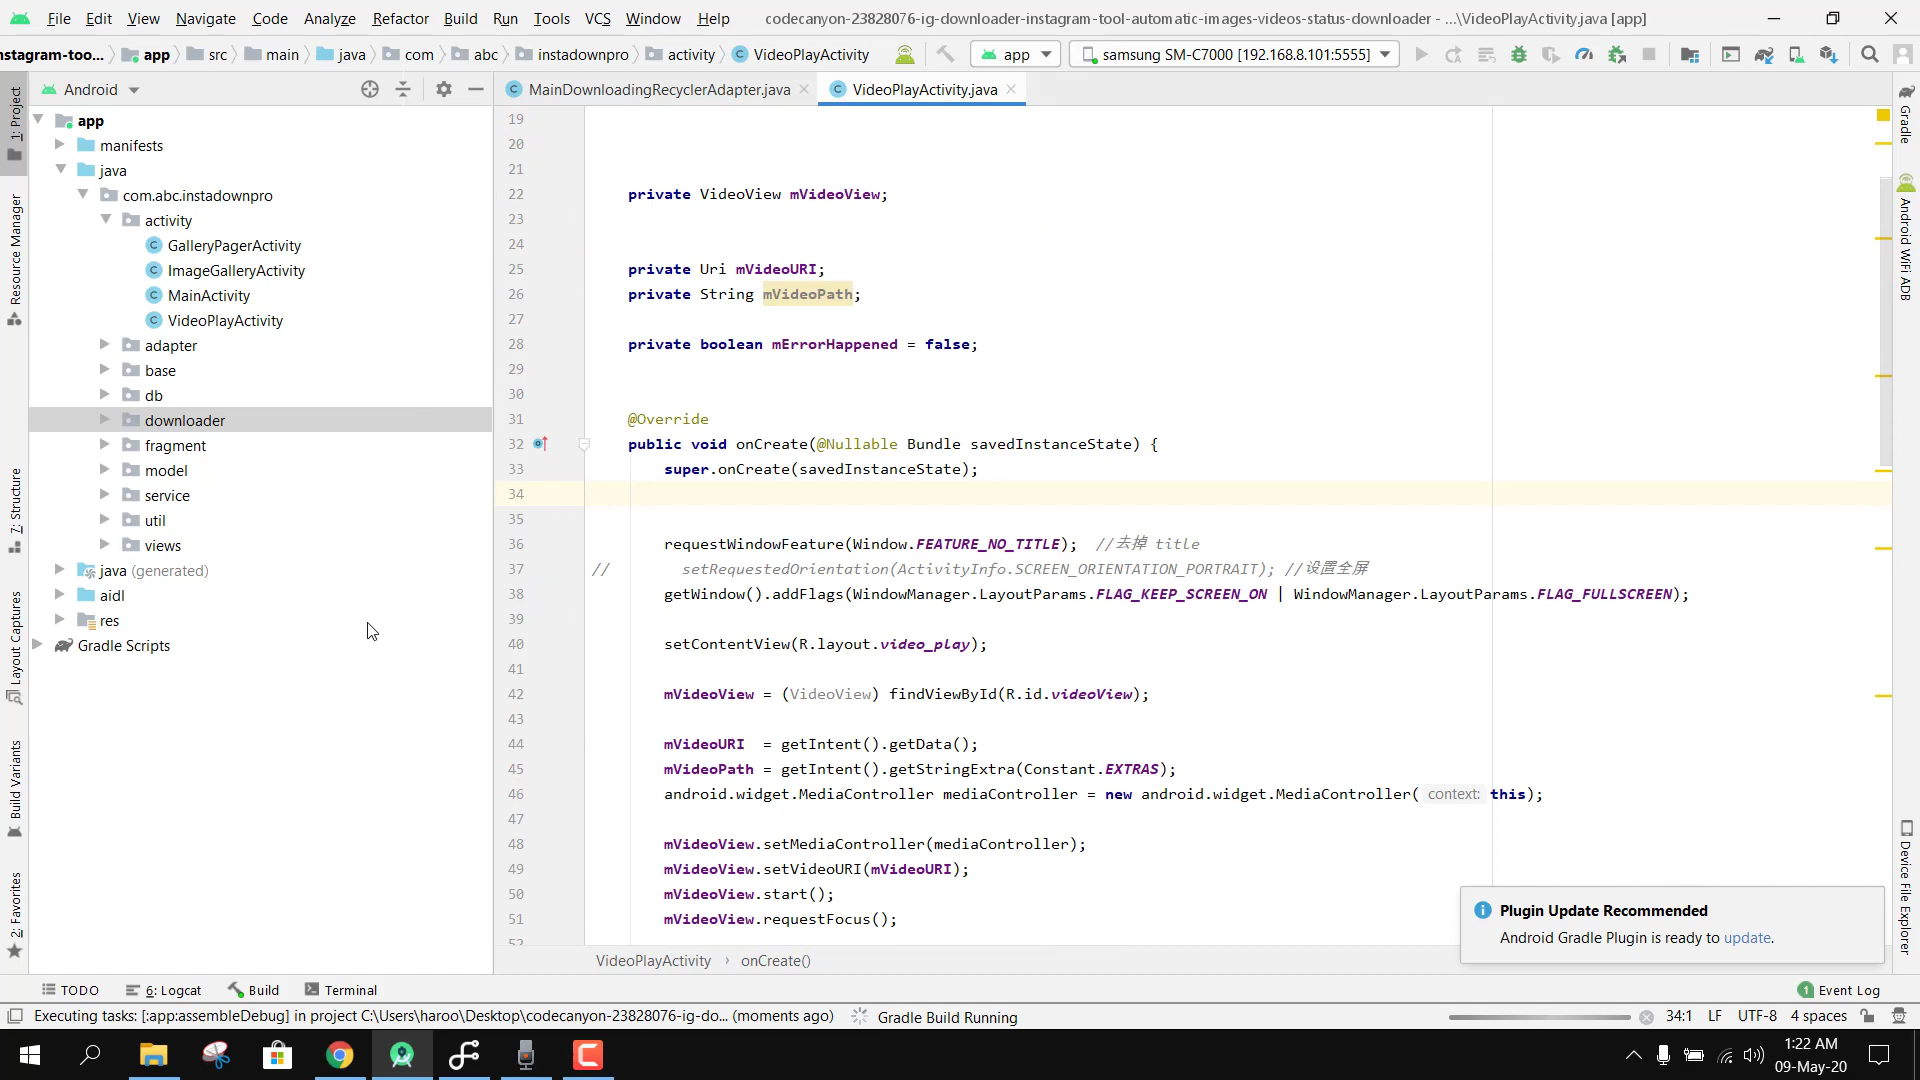 File Edit View Navigate Code Analyze Refactor Build Run Tools VCS Window Help codecanyon-23828076-ig-downloader-instagram-tool-automatic-images-videos-status-downloader - ...\VideoPlayActivity.java [app]
nstagram-too... app src main java com abc instadownpro activity VideoPlayActivity app samsung SM-C7000 [192.168.8.101:5555]
Android
MainDownloadingRecyclerAdapter.java VideoPlayActivity.java
1: Project
Resource Manager
7: Structure
Layout Captures
Build Variants
2: Favorites
app
manifests
java
com.abc.instadownpro
activity
GalleryPagerActivity
ImageGalleryActivity
MainActivity
VideoPlayActivity
adapter
base
db
downloader
fragment
model
service
util
views
java (generated)
aidl
res
Gradle Scripts
19
20
21
22 private VideoView mVideoView;
23
24
25 private Uri mVideoURI;
26 private String mVideoPath;
27
28 private boolean mErrorHappened = false;
29
30
31 @Override
32 public void onCreate(@Nullable Bundle savedInstanceState) {
33 super.onCreate(savedInstanceState);
34
35
36 requestWindowFeature(Window.FEATURE_NO_TITLE); //去掉 title
37 // setRequestedOrientation(ActivityInfo.SCREEN_ORIENTATION_PORTRAIT); //设置全屏
38 getWindow().addFlags(WindowManager.LayoutParams.FLAG_KEEP_SCREEN_ON | WindowManager.LayoutParams.FLAG_FULLSCREEN);
39
40 setContentView(R.layout.video_play);
41
42 mVideoView = (VideoView) findViewById(R.id.videoView);
43
44 mVideoURI = getIntent().getData();
45 mVideoPath = getIntent().getStringExtra(Constant.EXTRAS);
46 android.widget.MediaController mediaController = new android.widget.MediaController( context: this);
47
48 mVideoView.setMediaController(mediaController);
49 mVideoView.setVideoURI(mVideoURI);
50 mVideoView.start();
51 mVideoView.requestFocus();
52
Gradle
Android WiFi ADB
Device File Explorer
Plugin Update Recommended
Android Gradle Plugin is ready to update.
VideoPlayActivity › onCreate()
TODO 6: Logcat Build Terminal 1 Event Log
Executing tasks: [:app:assembleDebug] in project C:\Users\haroo\Desktop\codecanyon-23828076-ig-do... (moments ago) Gradle Build Running 34:1 LF UTF-8 4 spaces
1:22 AM
09-May-20